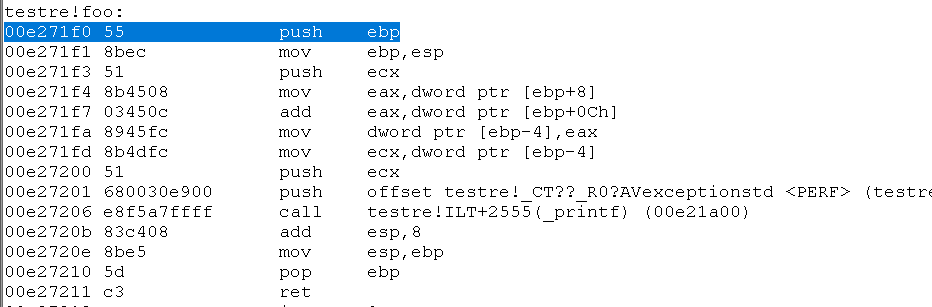 testre!foo:
00e271f0 55 push ebp
00e271f1 8bec mov ebp,esp
00e271f3 51 push ecx
00e271f4 8b4508 mov eax,dword ptr [ebp+8]
00e271f7 03450c add eax,dword ptr [ebp+0Ch]
00e271fa 8945fc mov dword ptr [ebp-4],eax
00e271fd 8b4dfc mov ecx,dword ptr [ebp-4]
00e27200 51 push ecx
00e27201 680030e900 push offset testre!_CT??_R0?AVexceptionstd <PERF> (testre
00e27206 e8f5a7ffff call testre!ILT+2555(_printf) (00e21a00)
00e2720b 83c408 add esp,8
00e2720e 8be5 mov esp,ebp
00e27210 5d pop ebp
00e27211 c3 ret